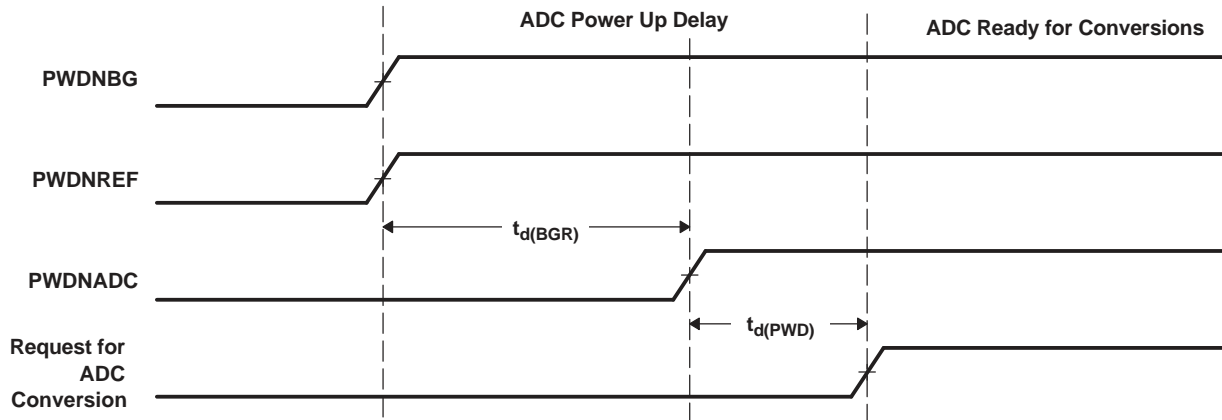 ADC Power Up Delay
ADC Ready for Conversions
PWDNBG
PWDNREF
td(BGR)
PWDNADC
td(PWD)
Request for
ADC
Conversion